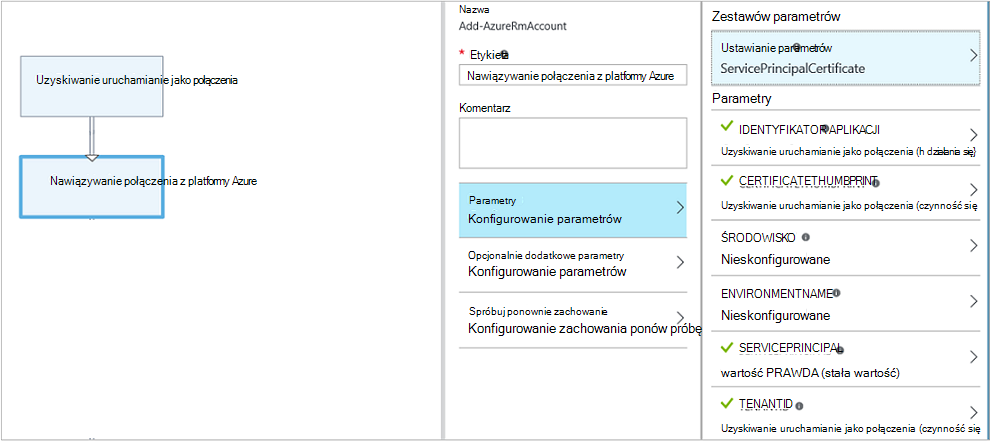 Uzyskiwanie uruchamianie jako połączenia
Nawiązywanie połączenia z platformy Azure
Nazwa
Add-AzureRmAccount
* Etykieta
Nawiązywanie połączenia z platformy Azure
Komentarz
Parametry
Konfigurowanie parametrów
Opcjonalnie dodatkowe parametry
Konfigurowanie parametrów
Spróbuj ponownie zachowanie
Konfigurowanie zachowania ponów próbę
Zestawów parametrów
Ustawianie parametrów
ServicePrincipalCertificate
Parametry
IDENTYFIKATOR APLIKACJI
Uzyskiwanie uruchamianie jako połączenia (h działania się)
CERTIFICATETHUMBPRINT
Uzyskiwanie uruchamianie jako połączenia (czynność się
ŚRODOWISKO
Nieskonfigurowane
ENVIRONMENTNAME
Nieskonfigurowane
SERVICEPRINCIPAL
wartość PRAWDA (stała wartość)
TENANTID
Uzyskiwanie uruchamianie jako połączenia (czynność się